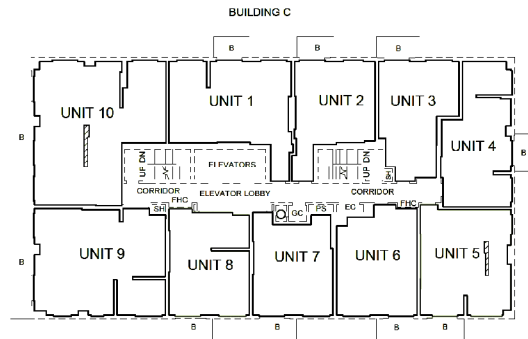 BUILDING C
B B B
UNIT 10 UNIT 1 UNIT 2 UNIT 3
UNIT 4
B B
UP DN ELEVATORS UP DN SH
CORRIDOR ELEVATOR LOBBY CORRIDOR
FHC FHC
SH GC PS EC
UNIT 9 UNIT 8 UNIT 7 UNIT 6 UNIT 5
B
B B B B